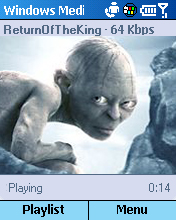 Windows Medi
ReturnOfTheKing · 64 Kbps
Playing 0:14
Playlist Menu